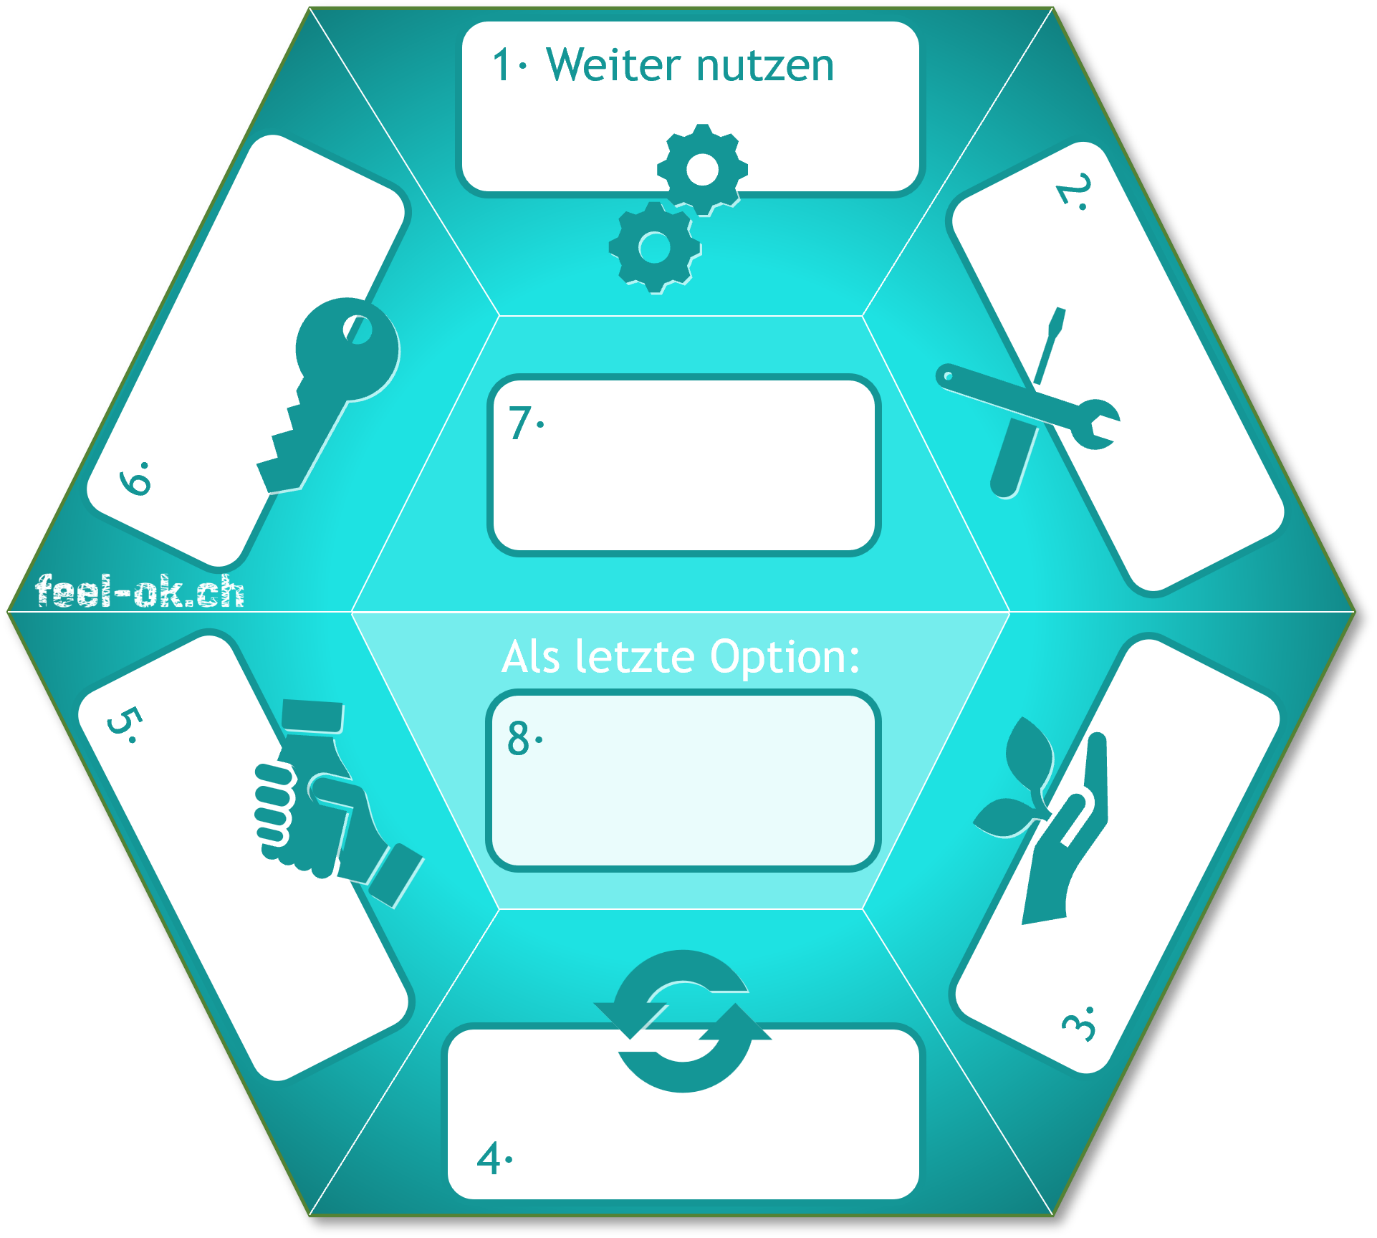 1. Weiter nutzen
2.
6.
7.
feel-ok.ch
Als letzte Option:
8.
5.
3.
4.